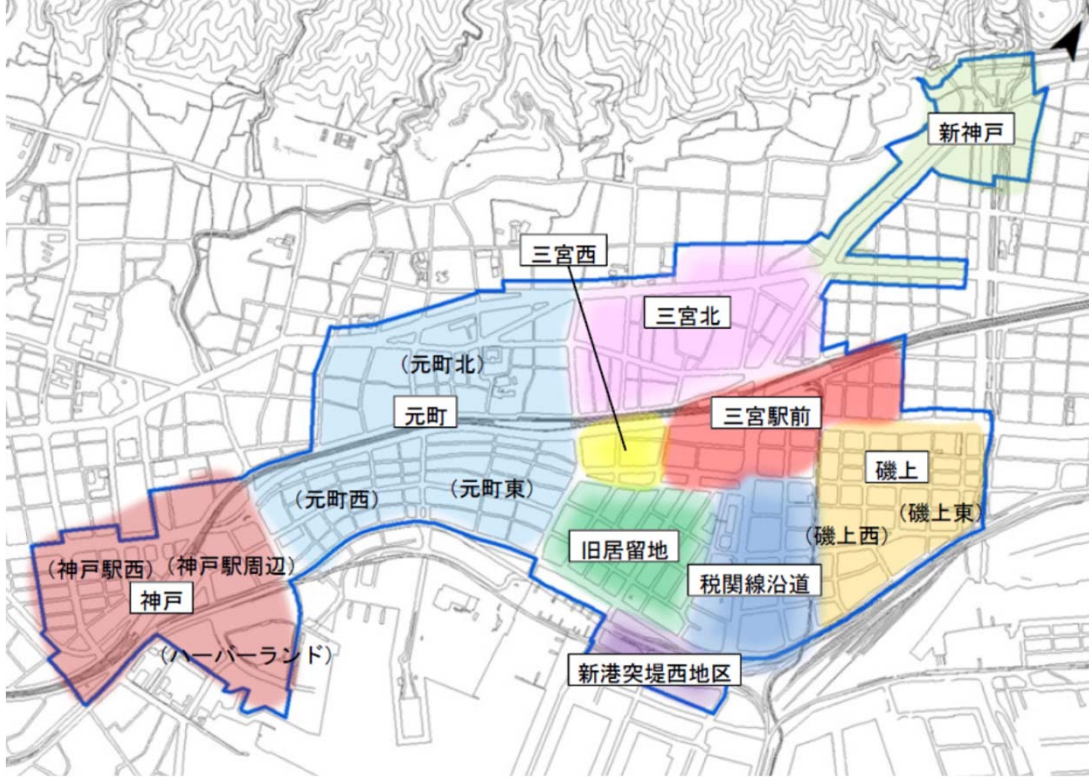 新神戸
三宮西
三宮北
(元町北)
元町
三宮駅前
磯上
(元町西)
(元町東)
(磯上東)
(磯上西)
旧居留地
(神戸駅西)
(神戸駅周辺)
税関線沿道
神戸
(ハーバーランド)
新港突堤西地区